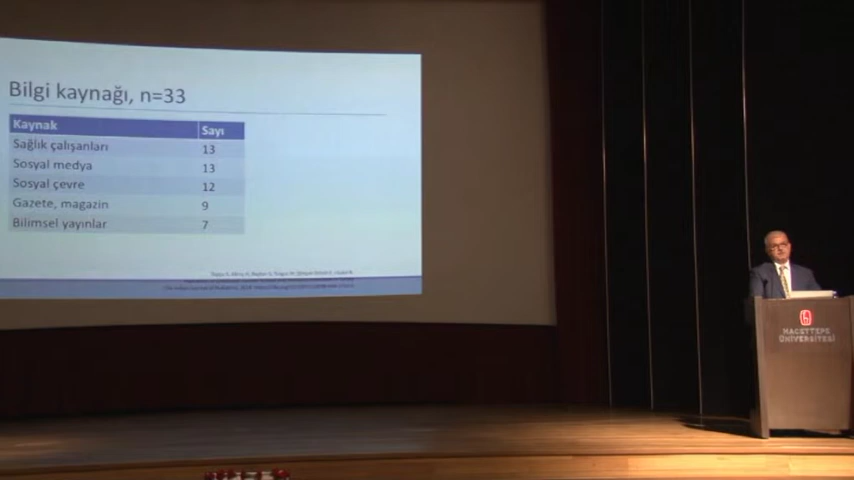 Bilgi kaynağı, n=33
Kaynak Sayı
Sağlık çalışanları 13
Sosyal medya 13
Sosyal çevre 12
Gazete, magazin 9
Bilimsel yayınlar 7
HACETTEPE
ÜNİVERSİTESİ